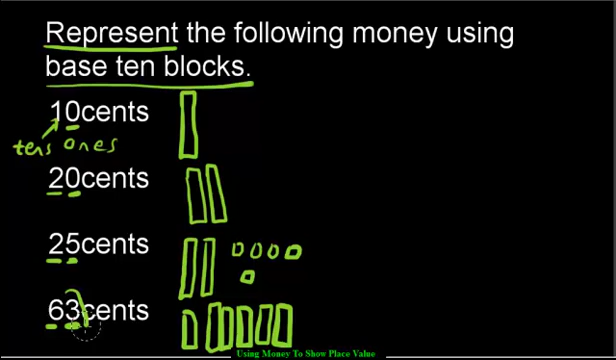 Represent the following money using
base ten blocks.
10cents
tens ones
20cents
25cents
63cents
Using Money To Show Place Value